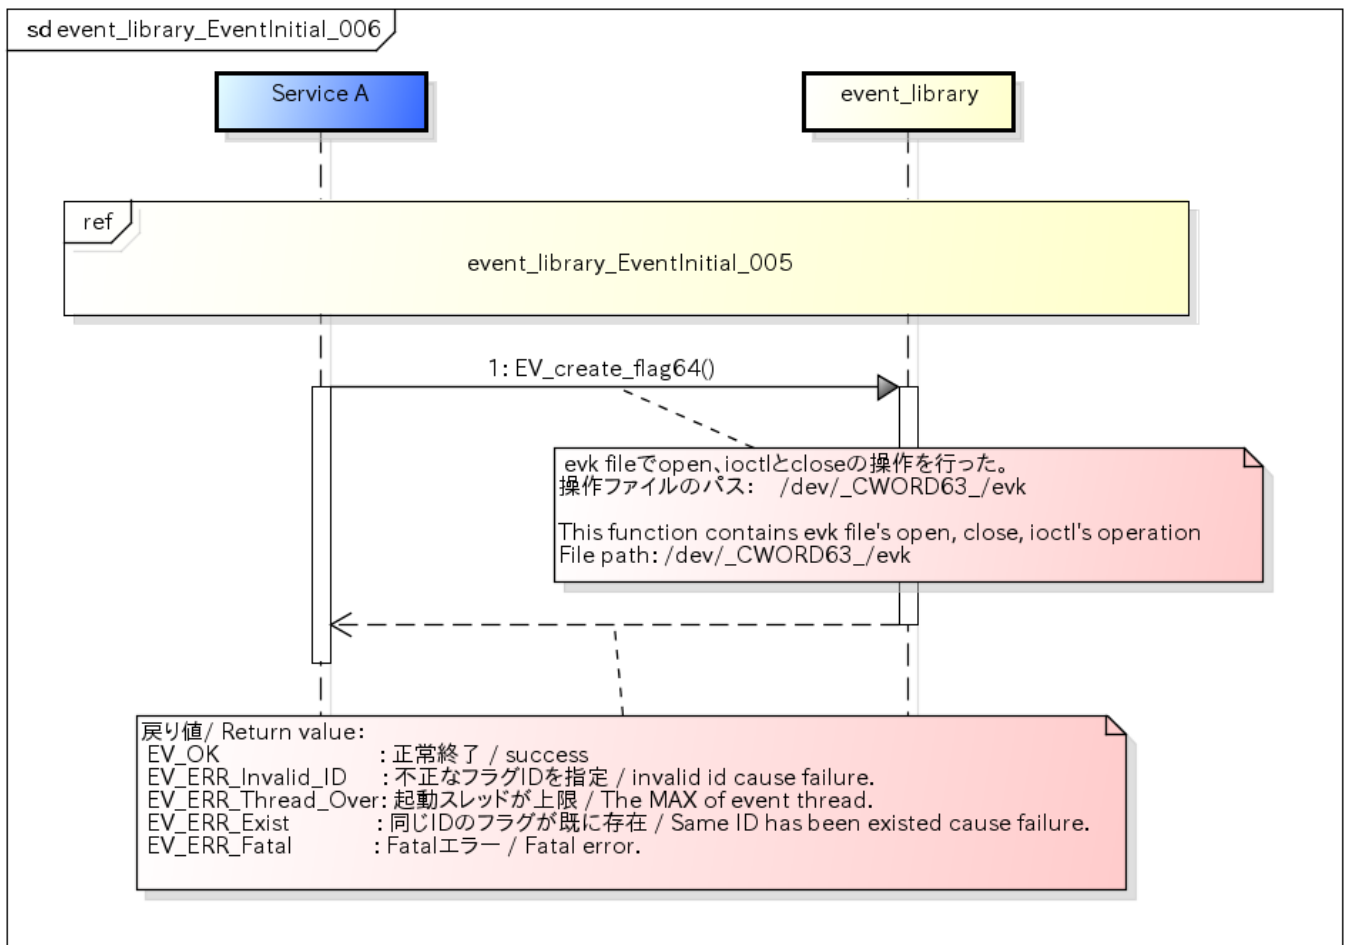 sd event_library_EventInitial_006
Service A
event_library
ref
event_library_EventInitial_005
1: EV_create_flag64()
evk fileでopen、ioctlとcloseの操作を行った。
操作ファイルのパス： /dev/_CWORD63_/evk
This function contains evk file's open, close, ioctl's operation
File path: /dev/_CWORD63_/evk
戻り値/ Return value:
EV_OK : 正常終了 / success
EV_ERR_Invalid_ID : 不正なフラグIDを指定 / invalid id cause failure.
EV_ERR_Thread_Over: 起動スレッドが上限 / The MAX of event thread.
EV_ERR_Exist : 同じIDのフラグが既に存在 / Same ID has been existed cause failure.
EV_ERR_Fatal : Fatalエラー / Fatal error.